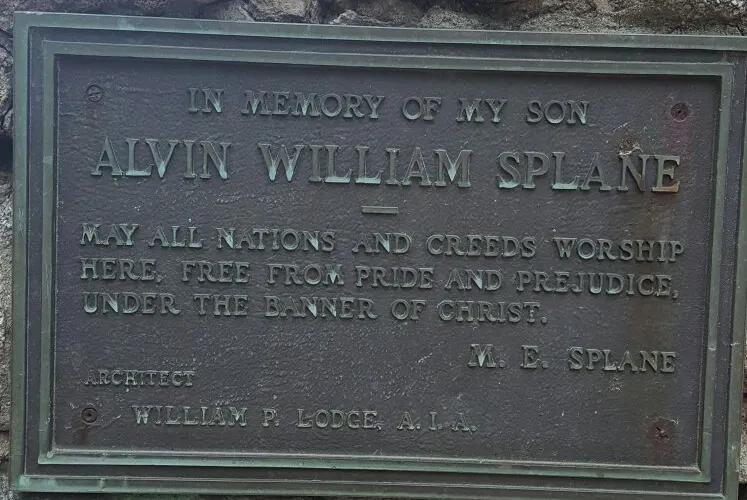 IN MEMORY OF MY SON
ALVIN WILLIAM SPLANE
MAY ALL NATIONS AND CREEDS WORSHIP
HERE, FREE FROM PRIDE AND PREJUDICE,
UNDER THE BANNER OF CHRIST.
M. E. SPLANE
ARCHITECT
WILLIAM P. LODGE, A. I. A.